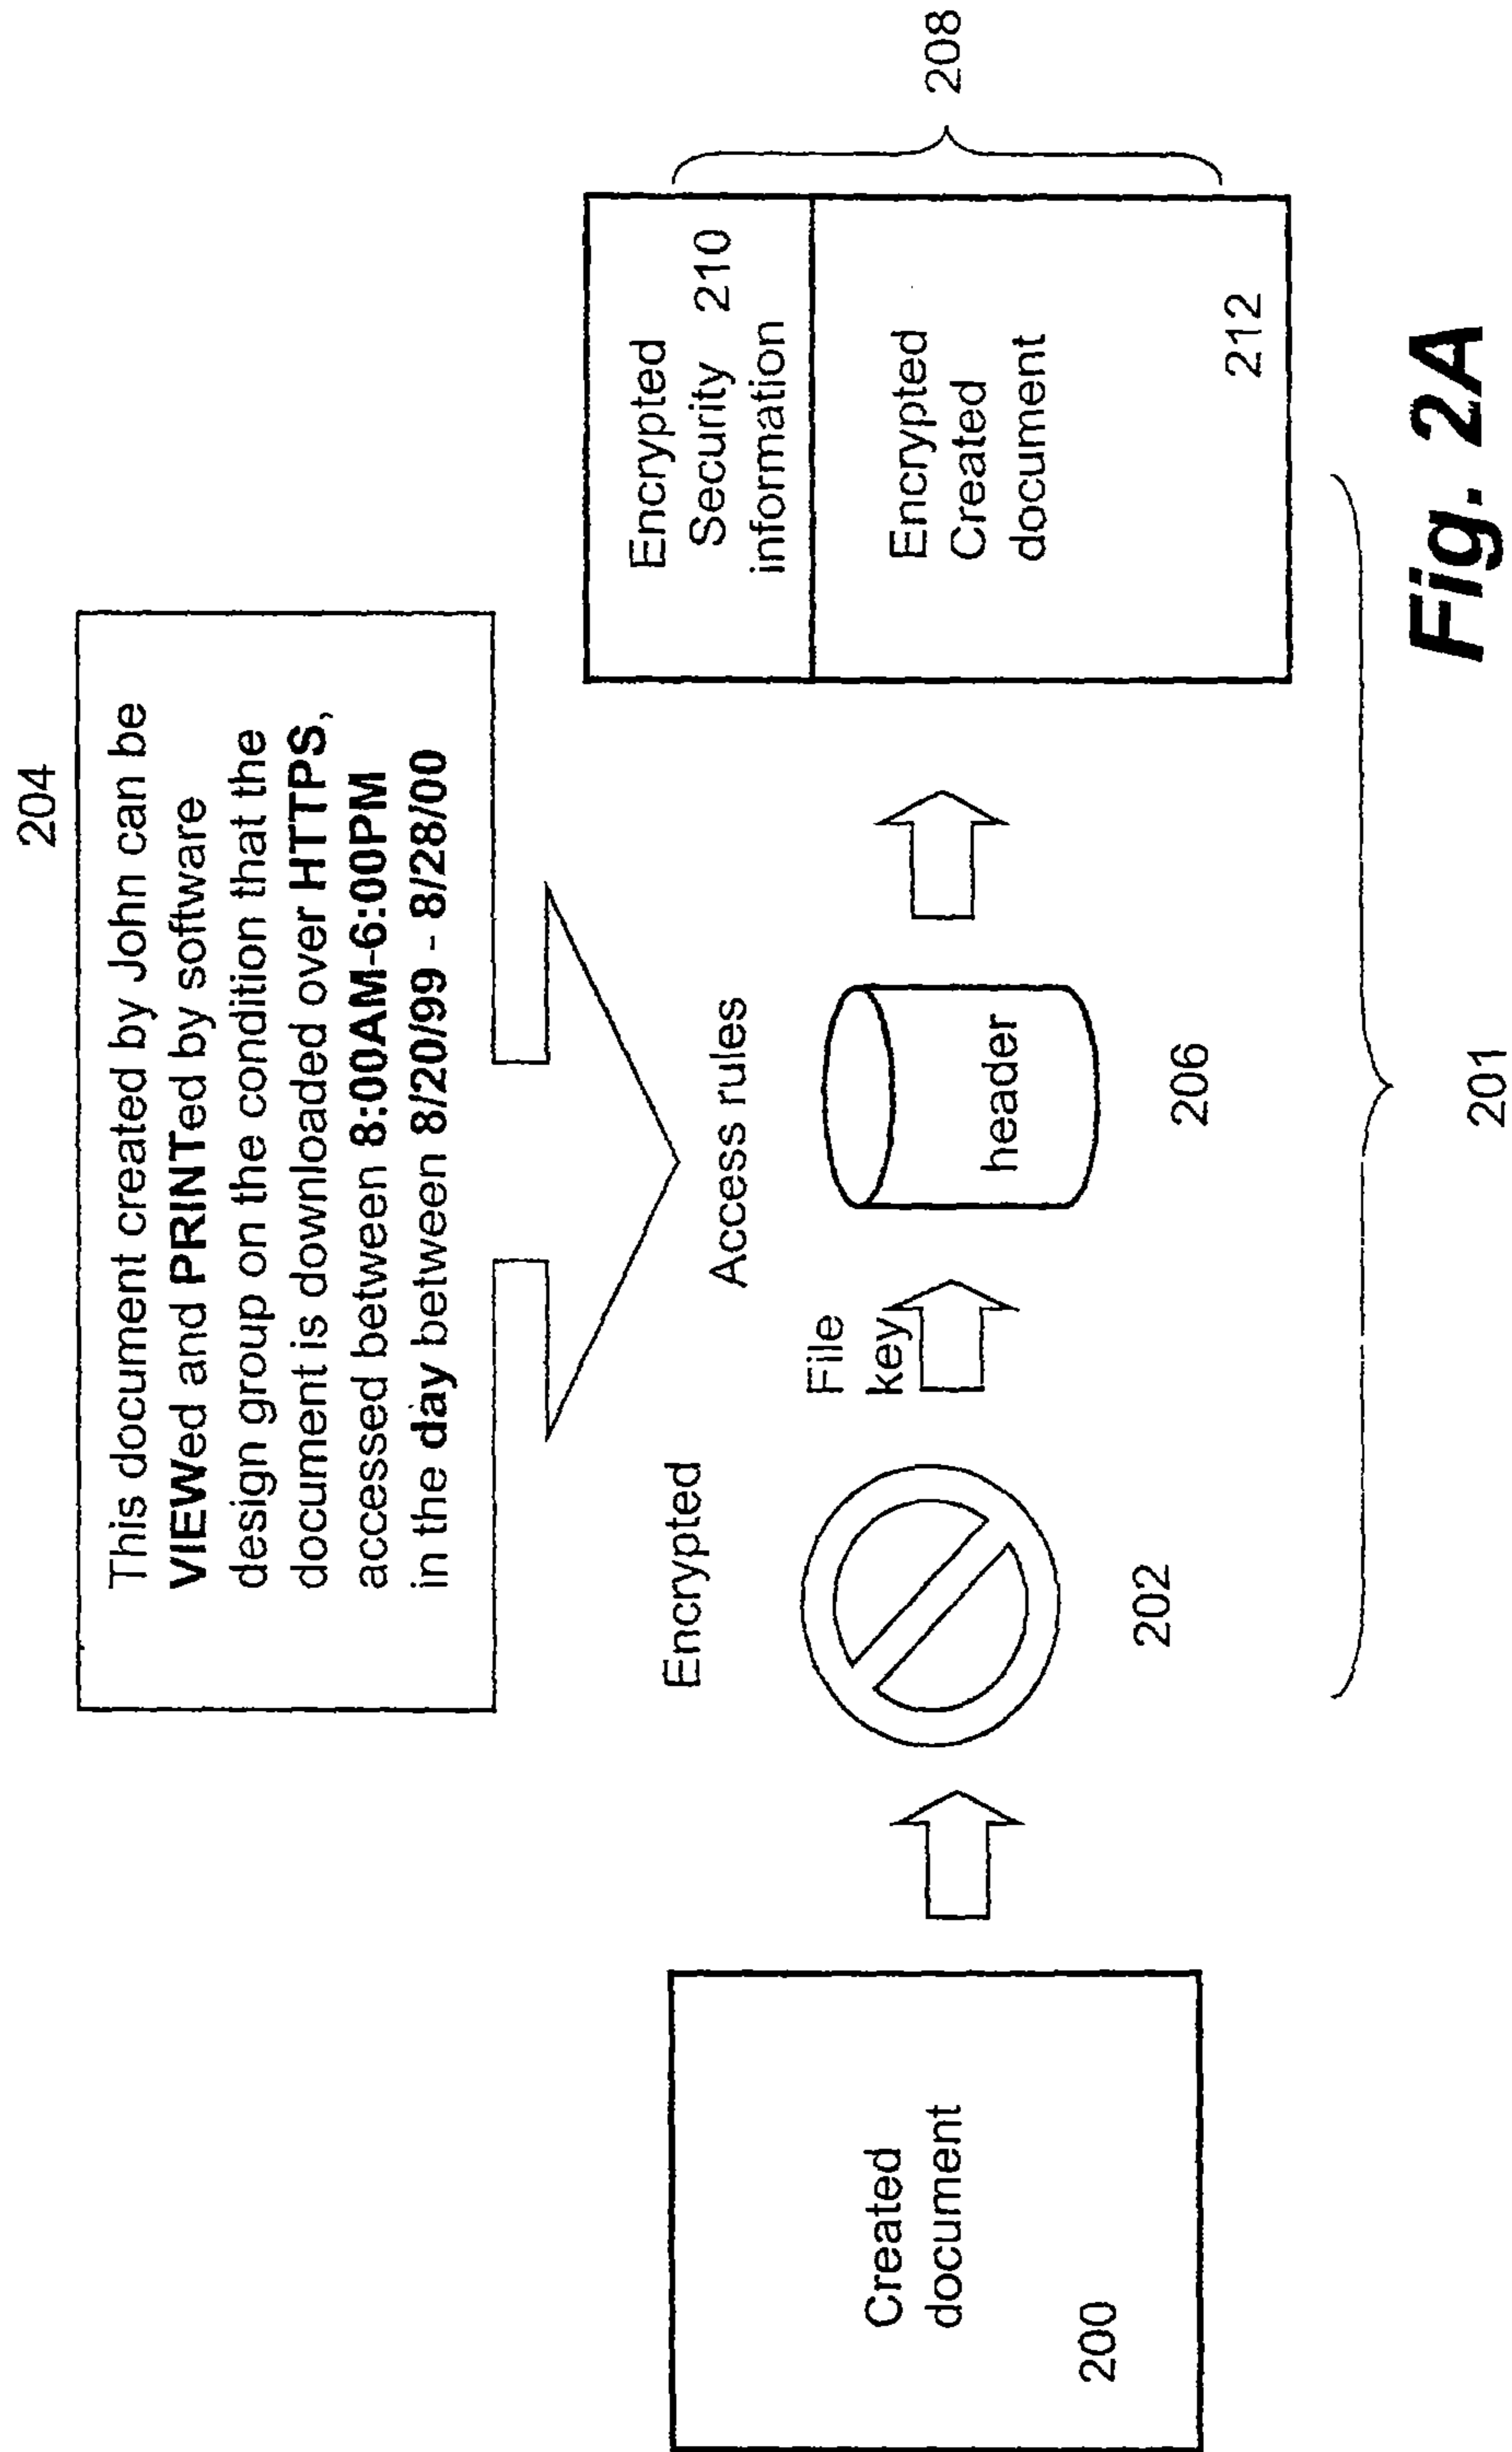 204
This document created by John can be
VIEWed and PRINTed by software
design group on the condition that the
document is downloaded over HTTPS,
accessed between 8:00AM-6:00PM
in the day between 8/20/99 - 8/28/00
Access rules
Encrypted
File
key
header
206
202
Created
document
200
Encrypted
Security 210
information
Encrypted
Created
document
212
208
201
Fig. 2A